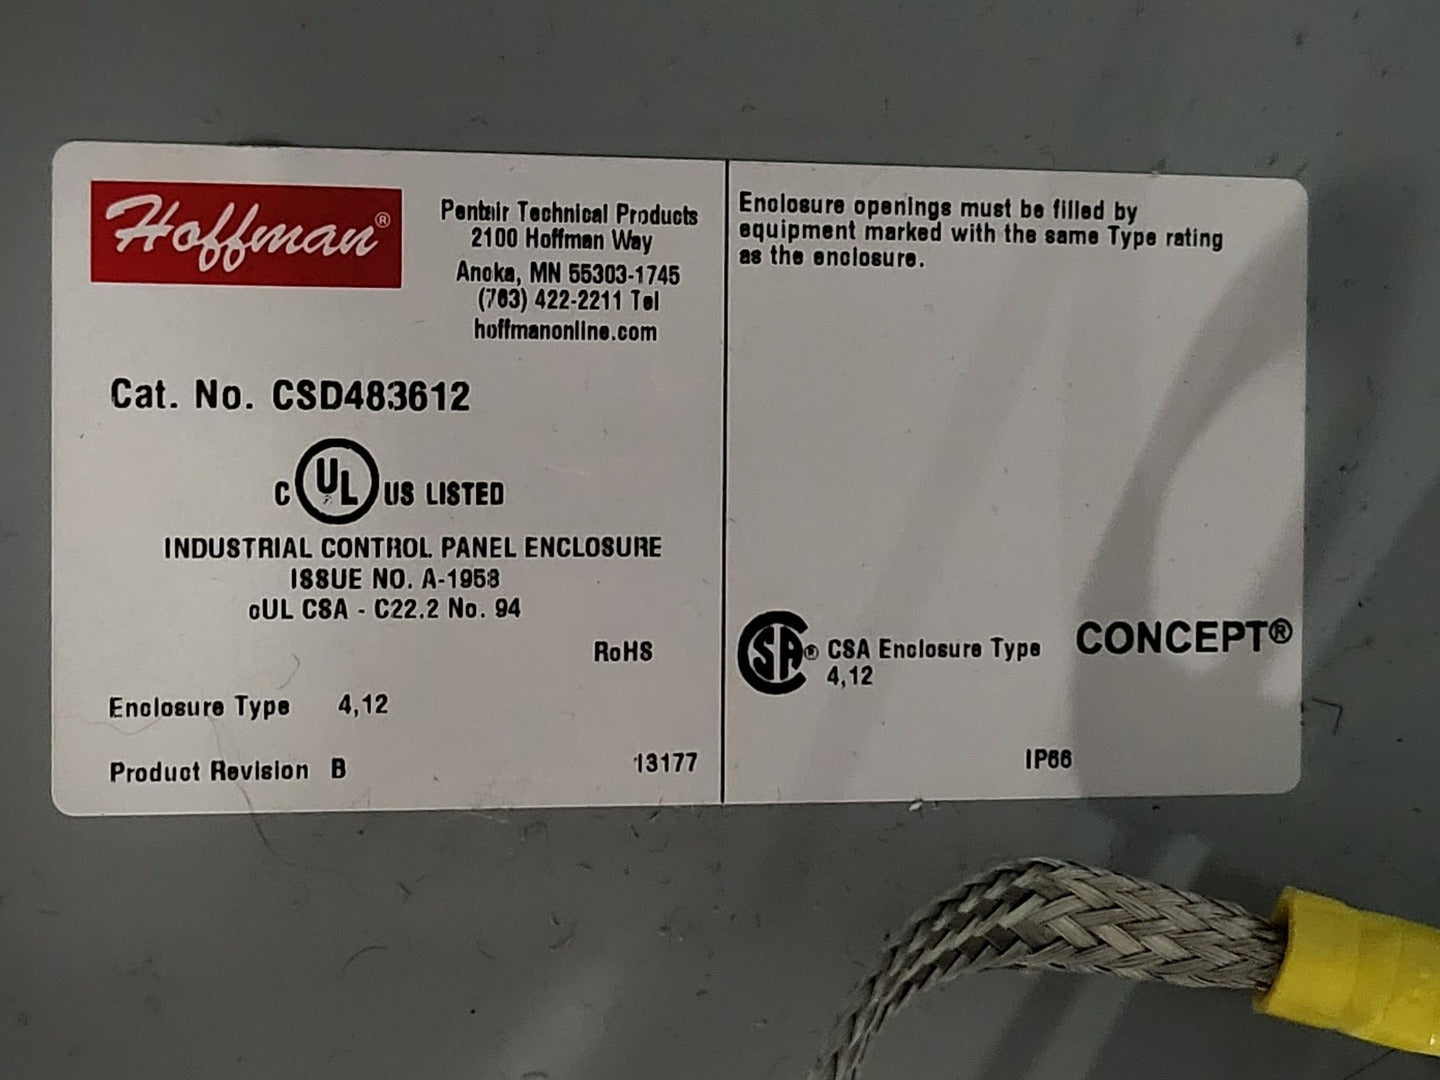 Hoffman®
Pentair Technical Products
2100 Hoffman Way
Anoka, MN 55303-1745
(763) 422-2211 Tel
hoffmanonline.com
Cat. No. CSD483612
C UL US LISTED
INDUSTRIAL CONTROL PANEL ENCLOSURE
ISSUE NO. A-1958
cUL CSA - C22.2 No. 94
RoHS
Enclosure Type 4,12
Product Revision B 13177
Enclosure openings must be filled by
equipment marked with the same Type rating
as the enclosure.
SA® CSA Enclosure Type
4,12
CONCEPT®
IP66